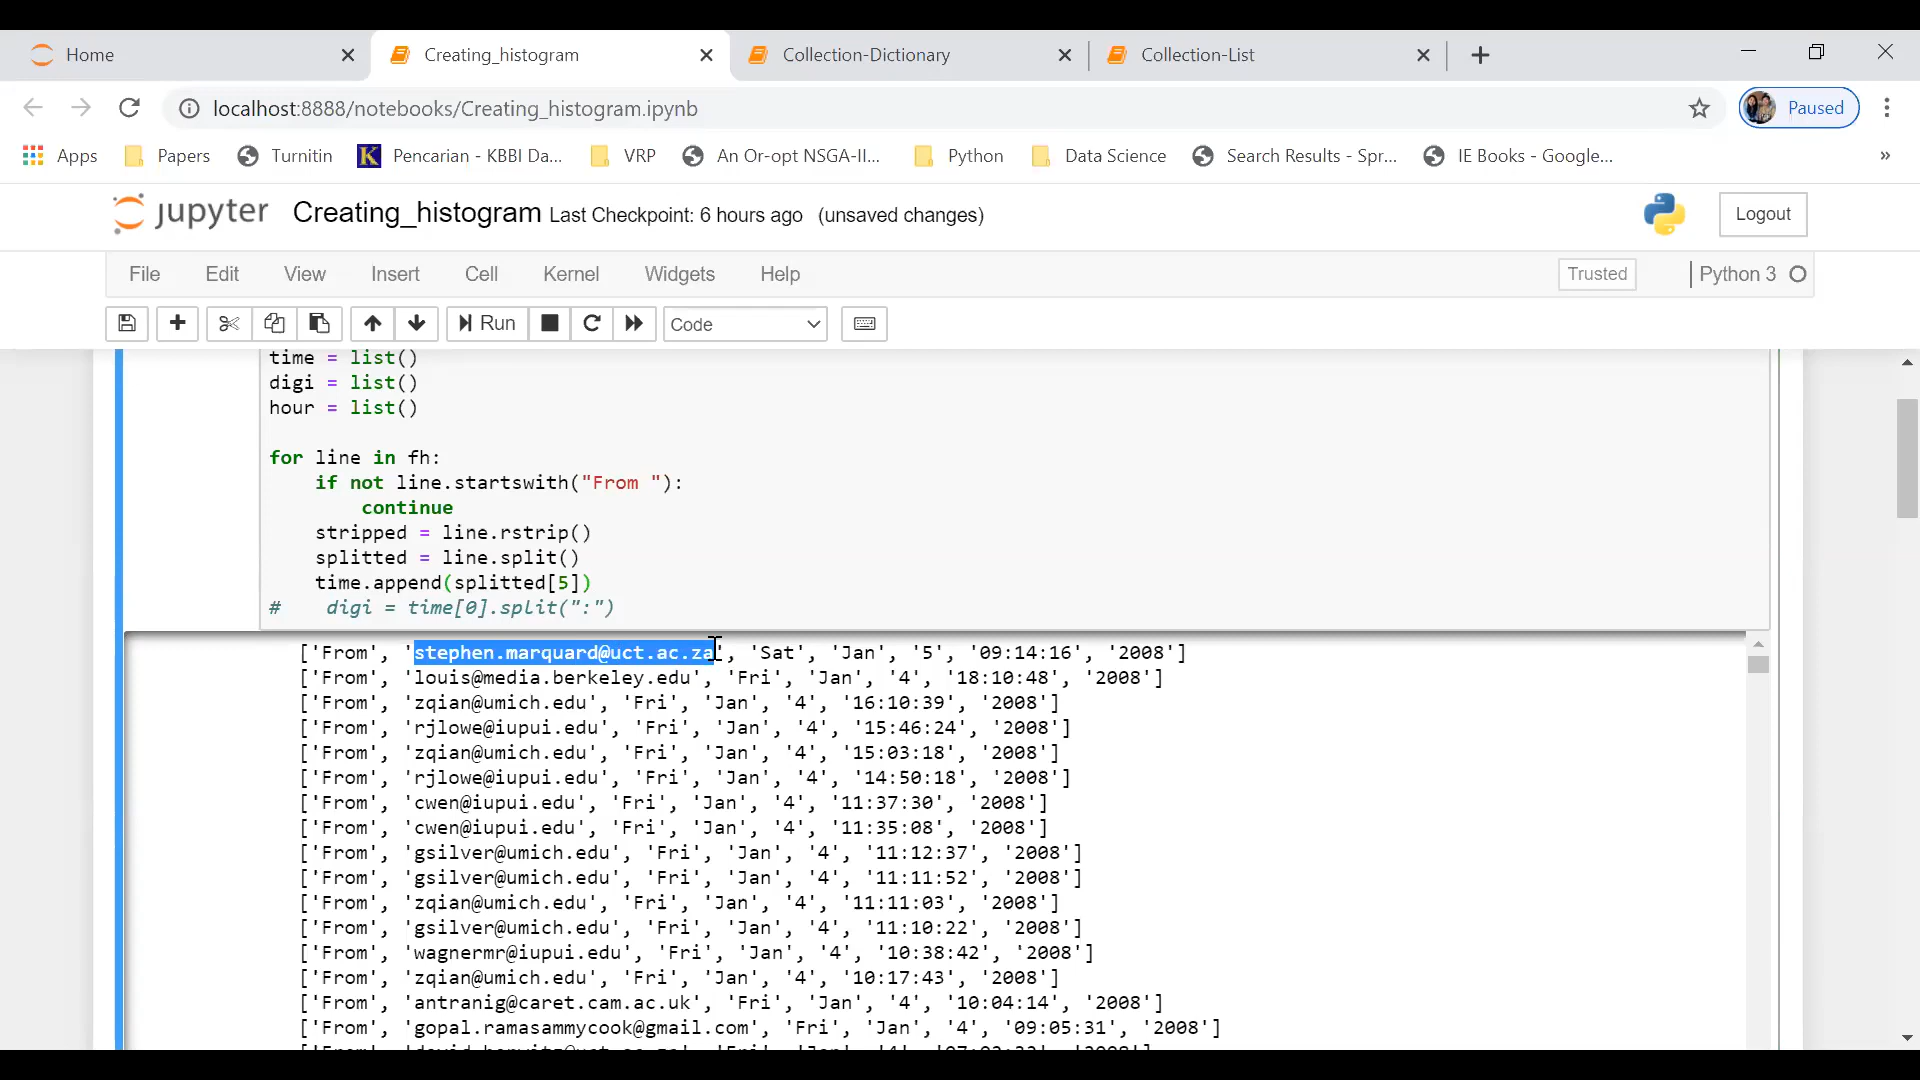 Home
Creating_histogram
Collection-Dictionary
Collection-List
localhost:8888/notebooks/Creating_histogram.ipynb
Paused
Apps Papers Turnitin K Pencarian - KBBI Da... VRP An Or-opt NSGA-II... Python Data Science Search Results - Spr... IE Books - Google... »
jupyter Creating_histogram Last Checkpoint: 6 hours ago (unsaved changes) Logout
File Edit View Insert Cell Kernel Widgets Help Trusted Python 3
Run Code
time = list()
digi = list()
hour = list()
for line in fh:
    if not line.startswith("From "):
        continue
    stripped = line.rstrip()
    splitted = line.split()
    time.append(splitted[5])
#    digi = time[0].split(":")
['From', 'stephen.marquard@uct.ac.za', 'Sat', 'Jan', '5', '09:14:16', '2008']
['From', 'louis@media.berkeley.edu', 'Fri', 'Jan', '4', '18:10:48', '2008']
['From', 'zqian@umich.edu', 'Fri', 'Jan', '4', '16:10:39', '2008']
['From', 'rjlowe@iupui.edu', 'Fri', 'Jan', '4', '15:46:24', '2008']
['From', 'zqian@umich.edu', 'Fri', 'Jan', '4', '15:03:18', '2008']
['From', 'rjlowe@iupui.edu', 'Fri', 'Jan', '4', '14:50:18', '2008']
['From', 'cwen@iupui.edu', 'Fri', 'Jan', '4', '11:37:30', '2008']
['From', 'cwen@iupui.edu', 'Fri', 'Jan', '4', '11:35:08', '2008']
['From', 'gsilver@umich.edu', 'Fri', 'Jan', '4', '11:12:37', '2008']
['From', 'gsilver@umich.edu', 'Fri', 'Jan', '4', '11:11:52', '2008']
['From', 'zqian@umich.edu', 'Fri', 'Jan', '4', '11:11:03', '2008']
['From', 'gsilver@umich.edu', 'Fri', 'Jan', '4', '11:10:22', '2008']
['From', 'wagnermr@iupui.edu', 'Fri', 'Jan', '4', '10:38:42', '2008']
['From', 'zqian@umich.edu', 'Fri', 'Jan', '4', '10:17:43', '2008']
['From', 'antranig@caret.cam.ac.uk', 'Fri', 'Jan', '4', '10:04:14', '2008']
['From', 'gopal.ramasammycook@gmail.com', 'Fri', 'Jan', '4', '09:05:31', '2008']